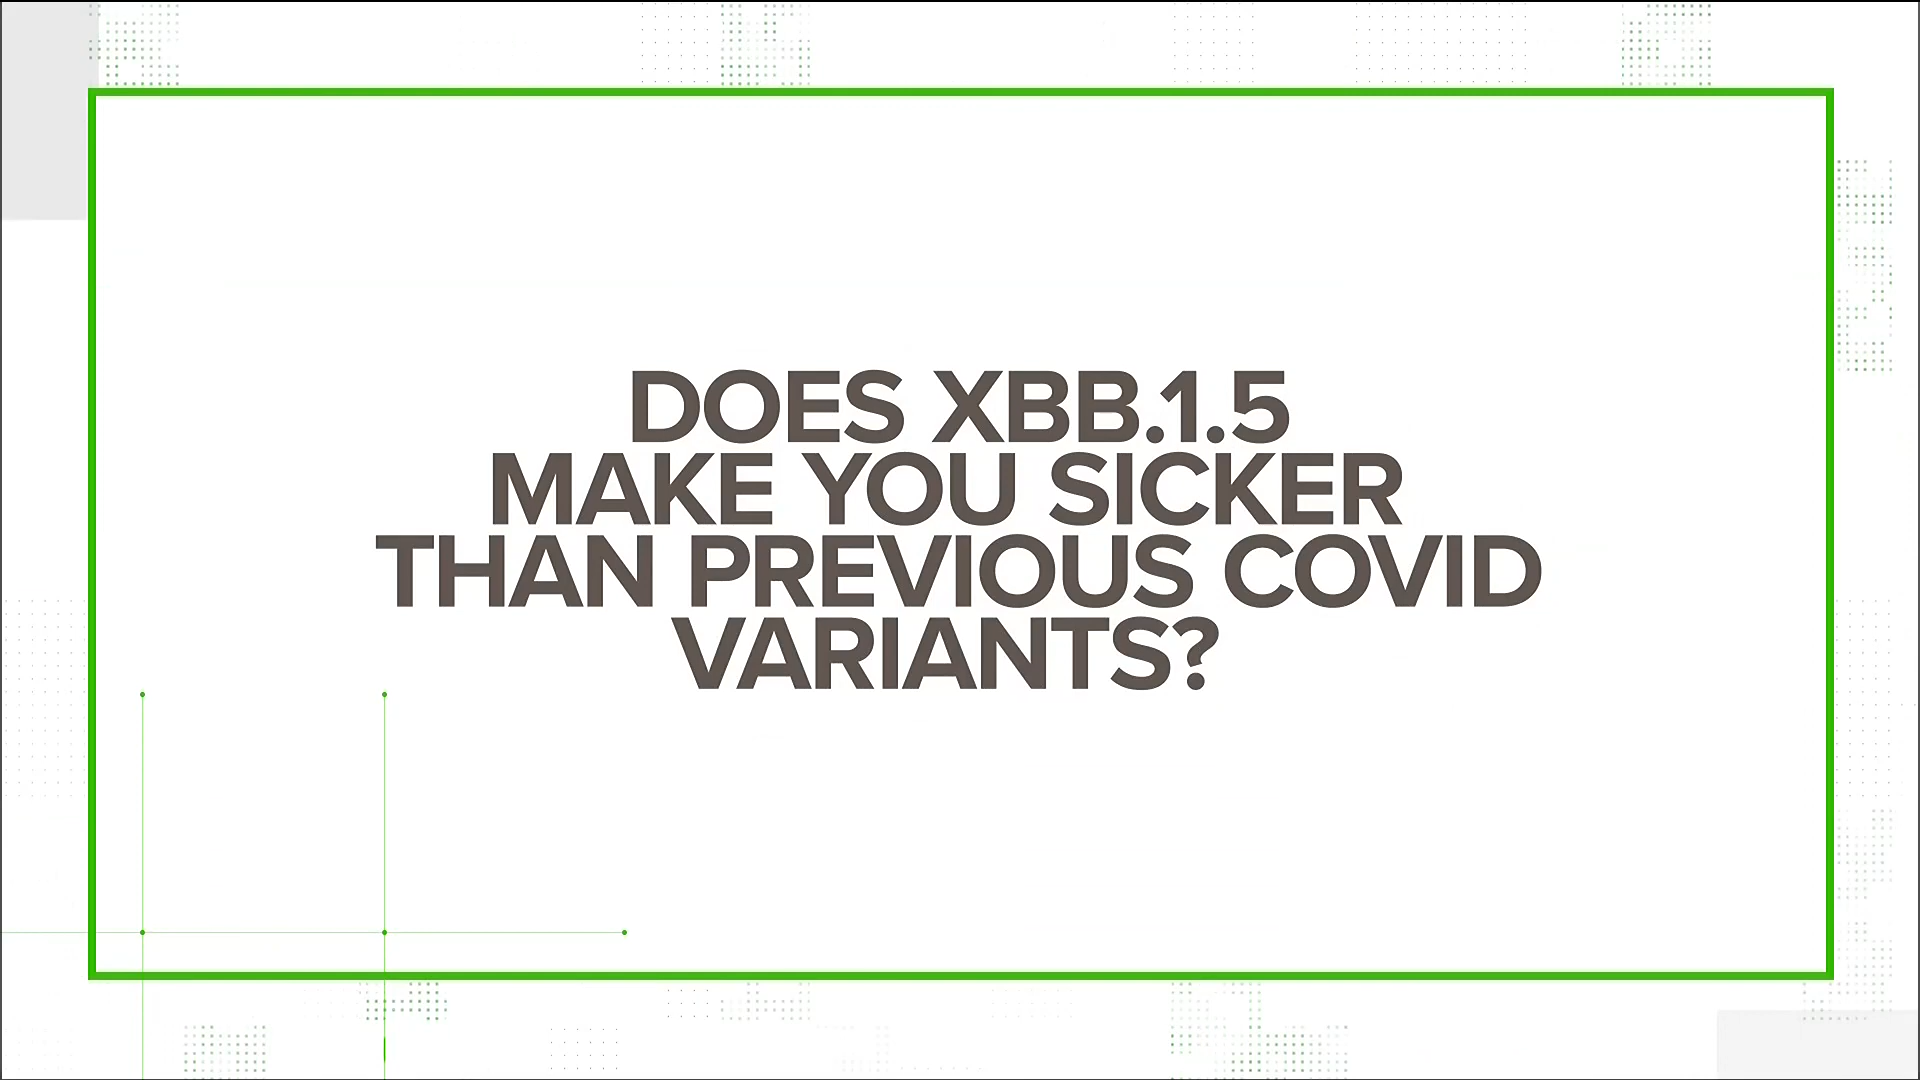 DOES XBB.1.5
MAKE YOU SICKER
THAN PREVIOUS COVID
VARIANTS?